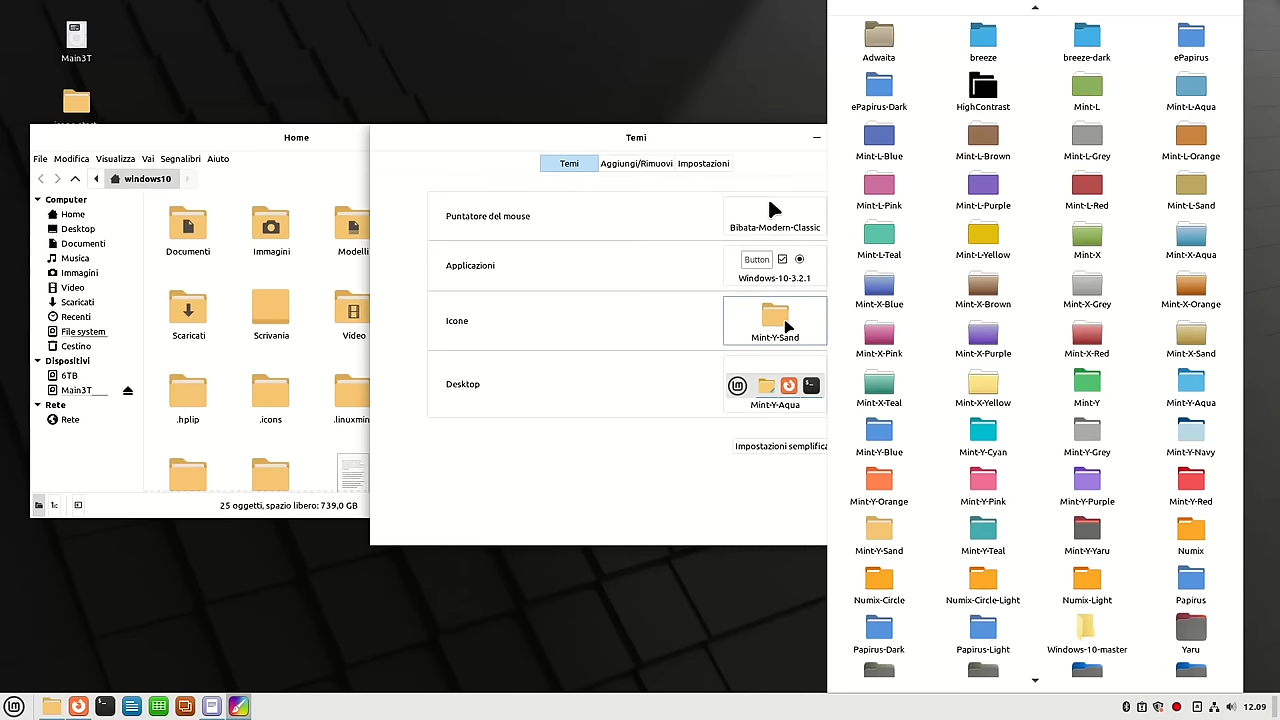 Main3T
Home
File Modifica Visualizza Vai Segnalibri Aiuto
windows10
Computer
Home
Desktop
Documenti
Musica
Immagini
Video
Scaricati
Recenti
File system
Cestino
Dispositivi
6TB
Main3T
Rete
Rete
Documenti Immagini Modelli
Scaricati Scrivania Video
.hplip .icons .linuxmin
25 oggetti, spazio libero: 739,0 GB
Temi
Temi Aggiungi/Rimuovi Impostazioni
Puntatore del mouse
Bibata-Modern-Classic
Applicazioni
Button
Windows-10-3.2.1
Icone
Mint-Y-Sand
Desktop
Mint-Y-Aqua
Impostazioni semplifica
Adwaita breeze breeze-dark ePapirus
ePapirus-Dark HighContrast Mint-L Mint-L-Aqua
Mint-L-Blue Mint-L-Brown Mint-L-Grey Mint-L-Orange
Mint-L-Pink Mint-L-Purple Mint-L-Red Mint-L-Sand
Mint-L-Teal Mint-L-Yellow Mint-X Mint-X-Aqua
Mint-X-Blue Mint-X-Brown Mint-X-Grey Mint-X-Orange
Mint-X-Pink Mint-X-Purple Mint-X-Red Mint-X-Sand
Mint-X-Teal Mint-X-Yellow Mint-Y Mint-Y-Aqua
Mint-Y-Blue Mint-Y-Cyan Mint-Y-Grey Mint-Y-Navy
Mint-Y-Orange Mint-Y-Pink Mint-Y-Purple Mint-Y-Red
Mint-Y-Sand Mint-Y-Teal Mint-Y-Yaru Numix
Numix-Circle Numix-Circle-Light Numix-Light Papirus
Papirus-Dark Papirus-Light Windows-10-master Yaru
12.09